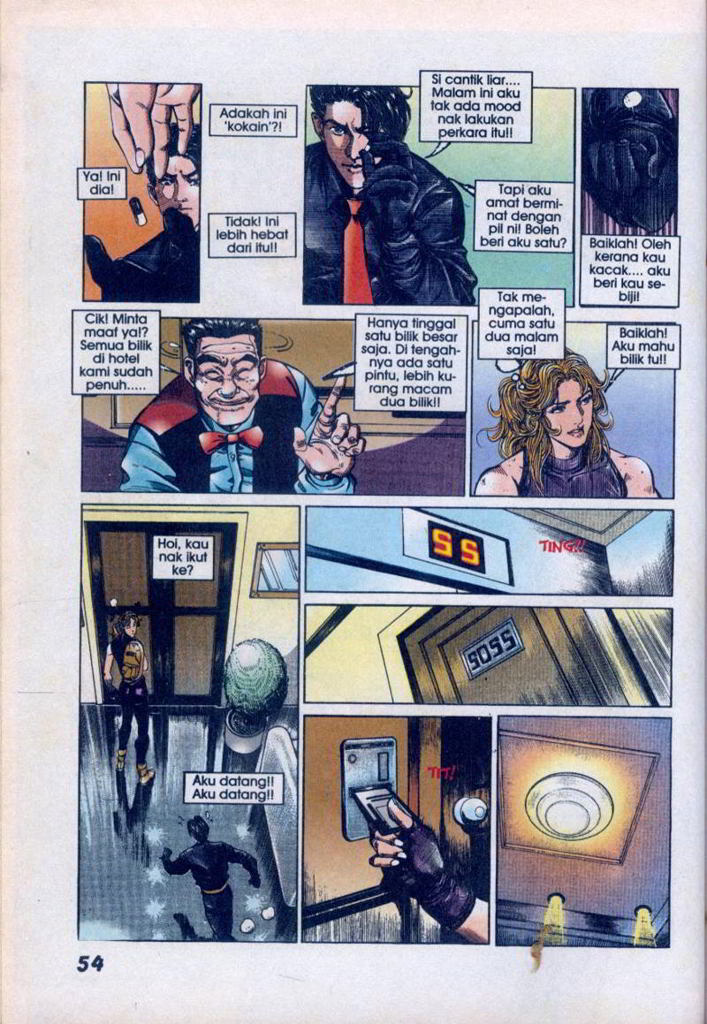 Adakah ini
'kokain'?!
Ya! Ini
dia!
Tidak! Ini
lebih hebat
dari itu!!
Si cantik liar....
Malam ini aku
tak ada mood
nak lakukan
perkara itu!!
Tapi aku
amat bermi-
nat dengan
pil ni! Boleh
beri aku satu?
Baiklah! Oleh
kerana kau
kacak.... aku
beri kau se-
biji!
Cik! Minta
maaf ya!?
Semua bilik
di hotel
kami sudah
penuh.....
Hanya tinggal
satu bilik besar
saja. Di tengah-
nya ada satu
pintu, lebih ku-
rang macam
dua bilik!!
Tak me-
ngapalah,
cuma satu
dua malam
saja!
Baiklah!
Aku mahu
bilik tu!!
Hoi, kau
nak ikut
ke?
Aku datang!!
Aku datang!!
55
TING!!
5505
TIT!
54